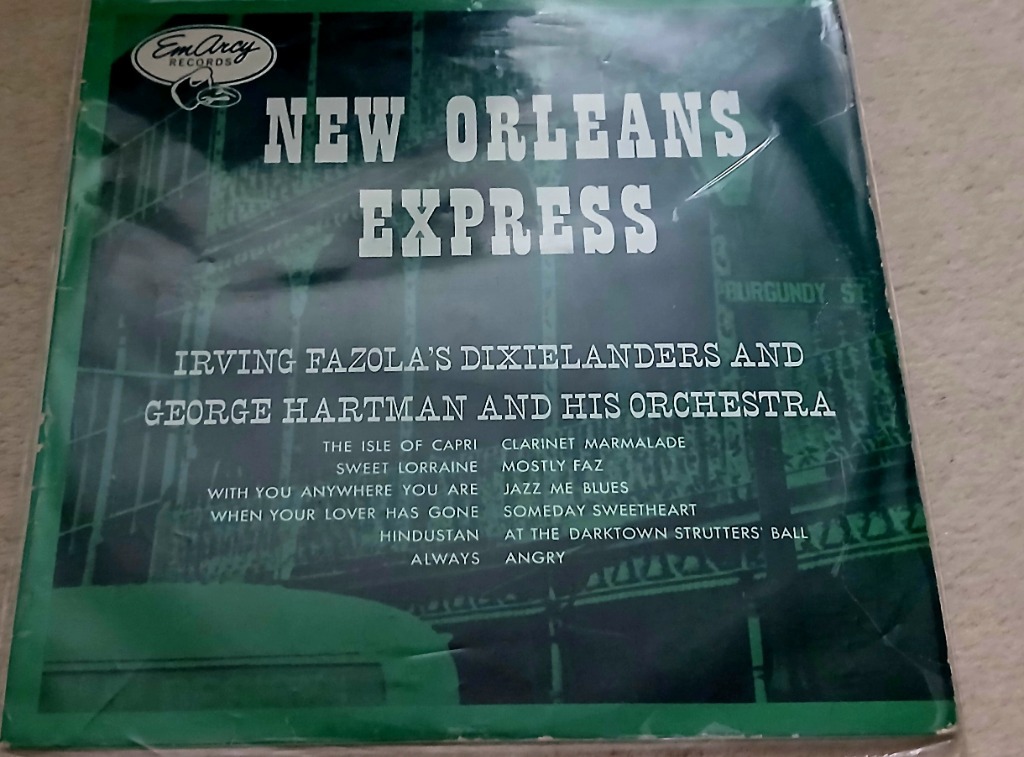 EmArcy
RECORDS
NEW ORLEANS
EXPRESS
BURGUNDY ST
IRVING FAZOLA'S DIXIELANDERS AND
GEORGE HARTMAN AND HIS ORCHESTRA
THE ISLE OF CAPRI CLARINET MARMALADE
SWEET LORRAINE MOSTLY FAZ
WITH YOU ANYWHERE YOU ARE JAZZ ME BLUES
WHEN YOUR LOVER HAS GONE SOMEDAY SWEETHEART
HINDUSTAN AT THE DARKTOWN STRUTTERS' BALL
ALWAYS ANGRY